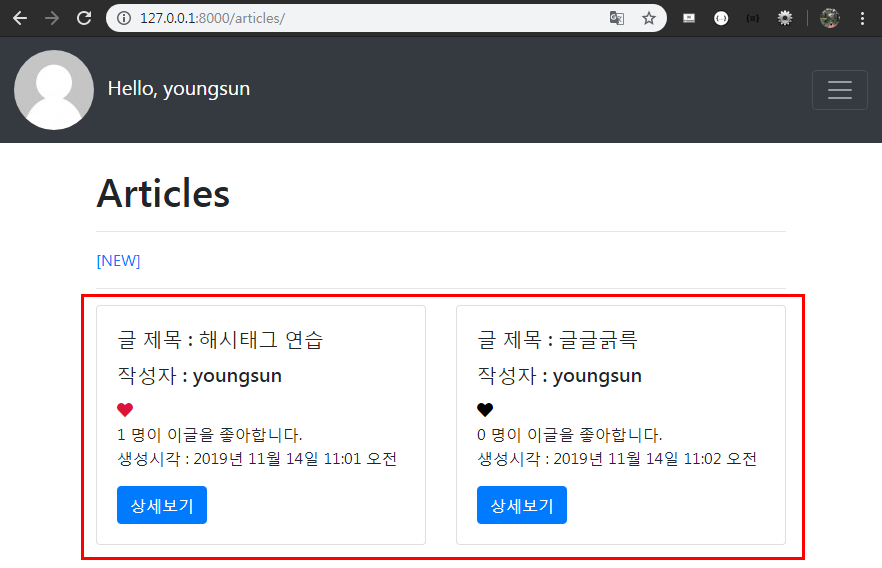 127.0.0.1:8000/articles/
Hello, youngsun
Articles
[NEW]
글 제목 : 해시태그 연습
작성자 : youngsun
1 명이 이글을 좋아합니다.
생성시각 : 2019년 11월 14일 11:01 오전
상세보기
글 제목 : 글글긁륵
작성자 : youngsun
0 명이 이글을 좋아합니다.
생성시각 : 2019년 11월 14일 11:02 오전
상세보기